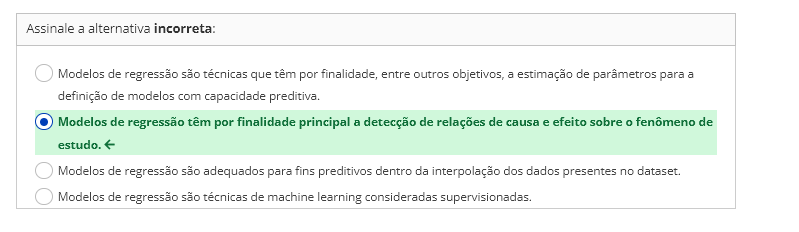 Assinale a alternativa incorreta:
Modelos de regressão são técnicas que têm por finalidade, entre outros objetivos, a estimação de parâmetros para a
definição de modelos com capacidade preditiva.
Modelos de regressão têm por finalidade principal a detecção de relações de causa e efeito sobre o fenômeno de
estudo. ←
Modelos de regressão são adequados para fins preditivos dentro da interpolação dos dados presentes no dataset.
Modelos de regressão são técnicas de machine learning consideradas supervisionadas.